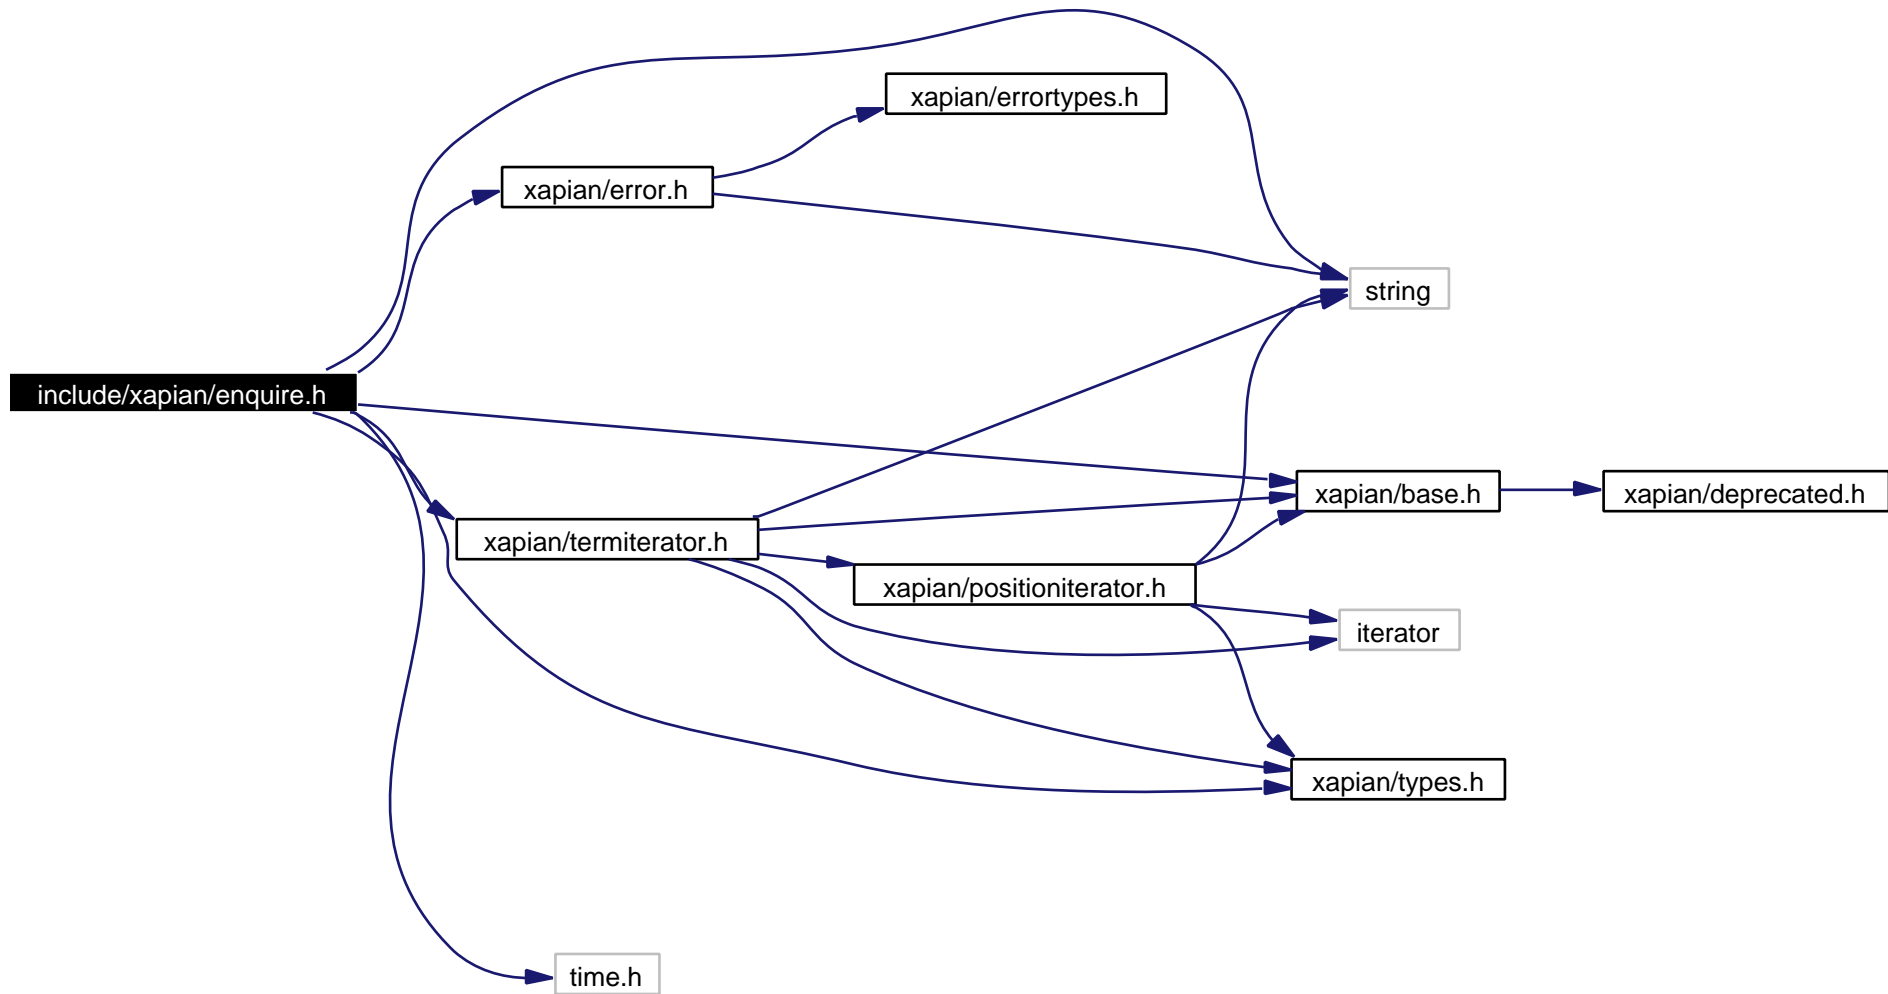 xapian/errortypes.h
xapian/error.h
string
include/xapian/enquire.h
xapian/base.h
xapian/deprecated.h
xapian/termiterator.h
xapian/positioniterator.h
iterator
xapian/types.h
time.h